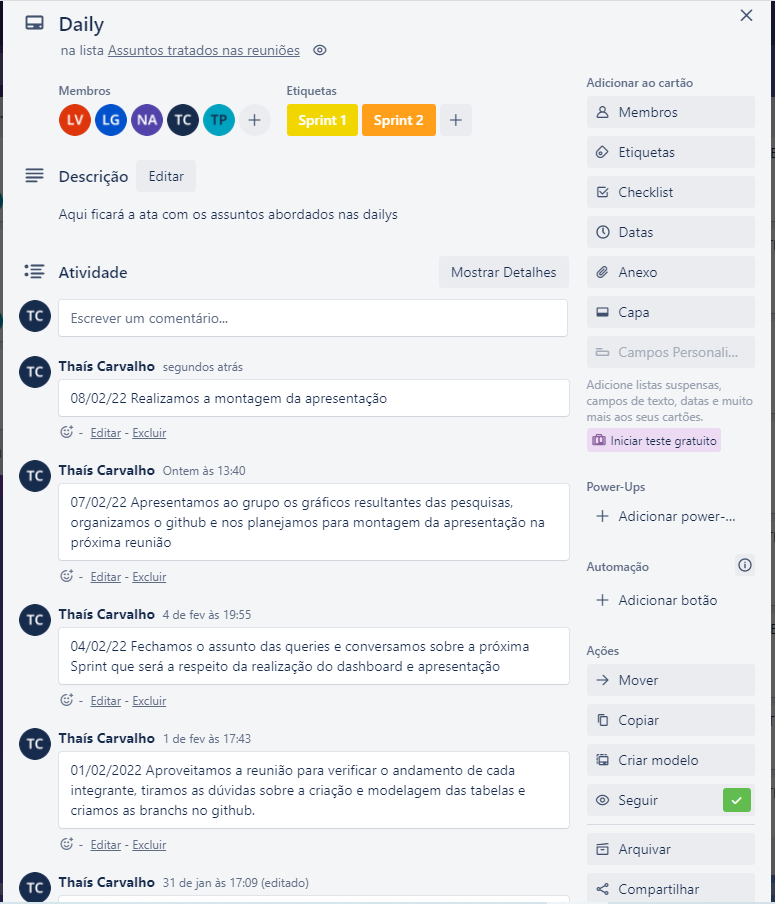 Daily
na lista Assuntos tratados nas reuniões
Membros
LV LG NA TC TP
Etiquetas
Sprint 1 Sprint 2
Descrição Editar
Aqui ficará a ata com os assuntos abordados nas dailys
Atividade Mostrar Detalhes
TC Escrever um comentário...
TC Thaís Carvalho segundos atrás
08/02/22 Realizamos a montagem da apresentação
- Editar - Excluir
TC Thaís Carvalho Ontem às 13:40
07/02/22 Apresentamos ao grupo os gráficos resultantes das pesquisas,
organizamos o github e nos planejamos para montagem da apresentação na
próxima reunião
- Editar - Excluir
TC Thaís Carvalho 4 de fev às 19:55
04/02/22 Fechamos o assunto das queries e conversamos sobre a próxima
Sprint que será a respeito da realização do dashboard e apresentação
- Editar - Excluir
TC Thaís Carvalho 1 de fev às 17:43
01/02/2022 Aproveitamos a reunião para verificar o andamento de cada
integrante, tiramos as dúvidas sobre a criação e modelagem das tabelas e
criamos as branchs no github.
- Editar - Excluir
TC Thaís Carvalho 31 de jan às 17:09 (editado)
Adicionar ao cartão
Membros
Etiquetas
Checklist
Datas
Anexo
Capa
Campos Personali...
Adicione listas suspensas,
campos de texto, datas e muito
mais aos seus cartões.
Iniciar teste gratuito
Power-Ups
Adicionar power-...
Automação
Adicionar botão
Ações
Mover
Copiar
Criar modelo
Seguir
Arquivar
Compartilhar